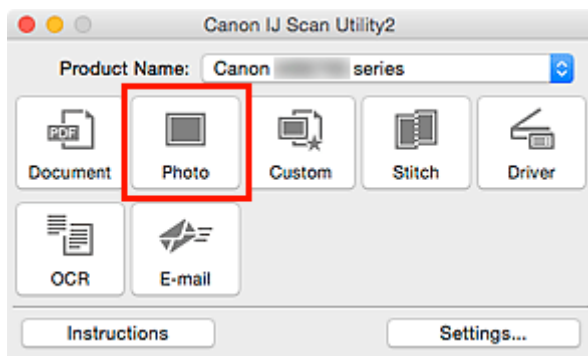 Canon IJ Scan Utility2
Product Name: Canon series
PDF
Document Photo Custom Stitch Driver
OCR E-mail
Instructions Settings...